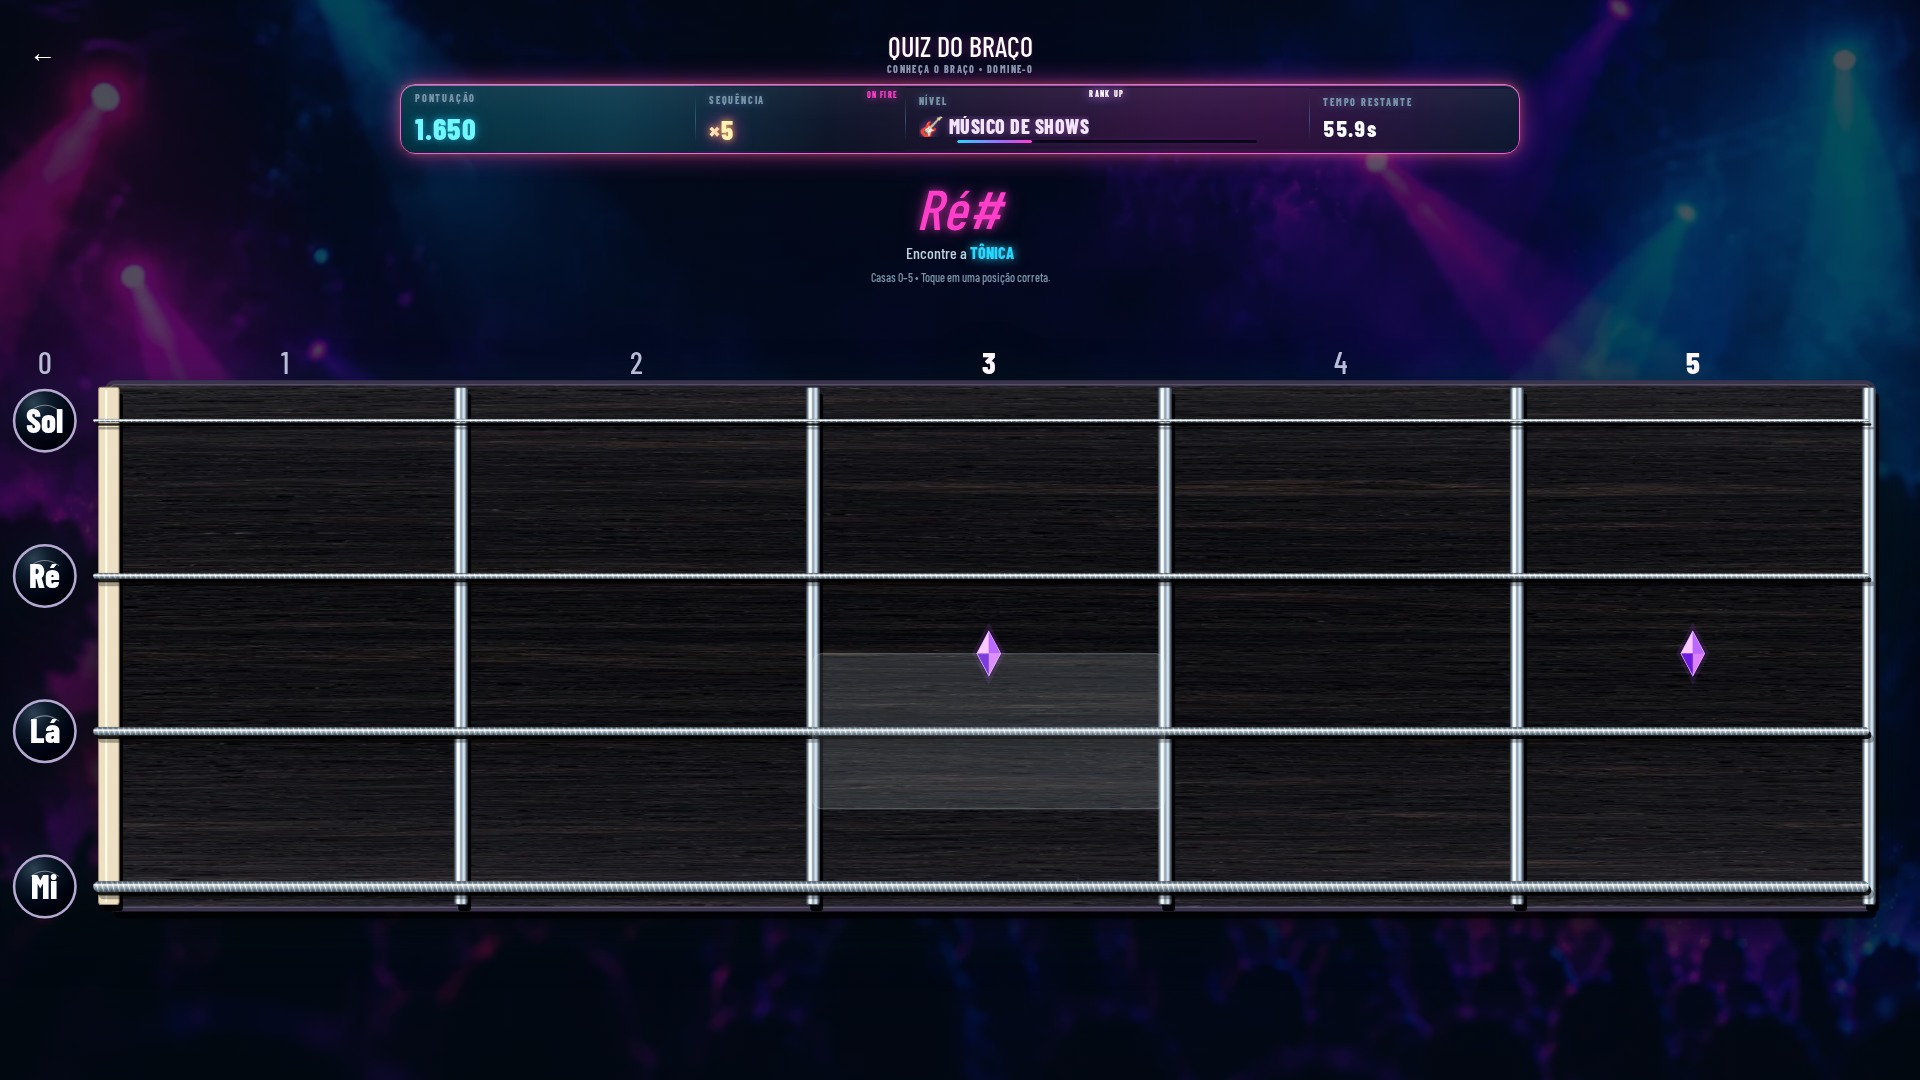 ←
QUIZ DO BRAÇO
CONHEÇA O BRAÇO • DOMINE-O
PONTUAÇÃO
1.650
SEQUÊNCIA
×5
ON FIRE
NÍVEL
RANK UP
🎸 MÚSICO DE SHOWS
TEMPO RESTANTE
55.9s
Ré#
Encontre a TÔNICA
Casas 0–5 • Toque em uma posição correta.
0 1 2 3 4 5
Sol
Ré
Lá
Mi